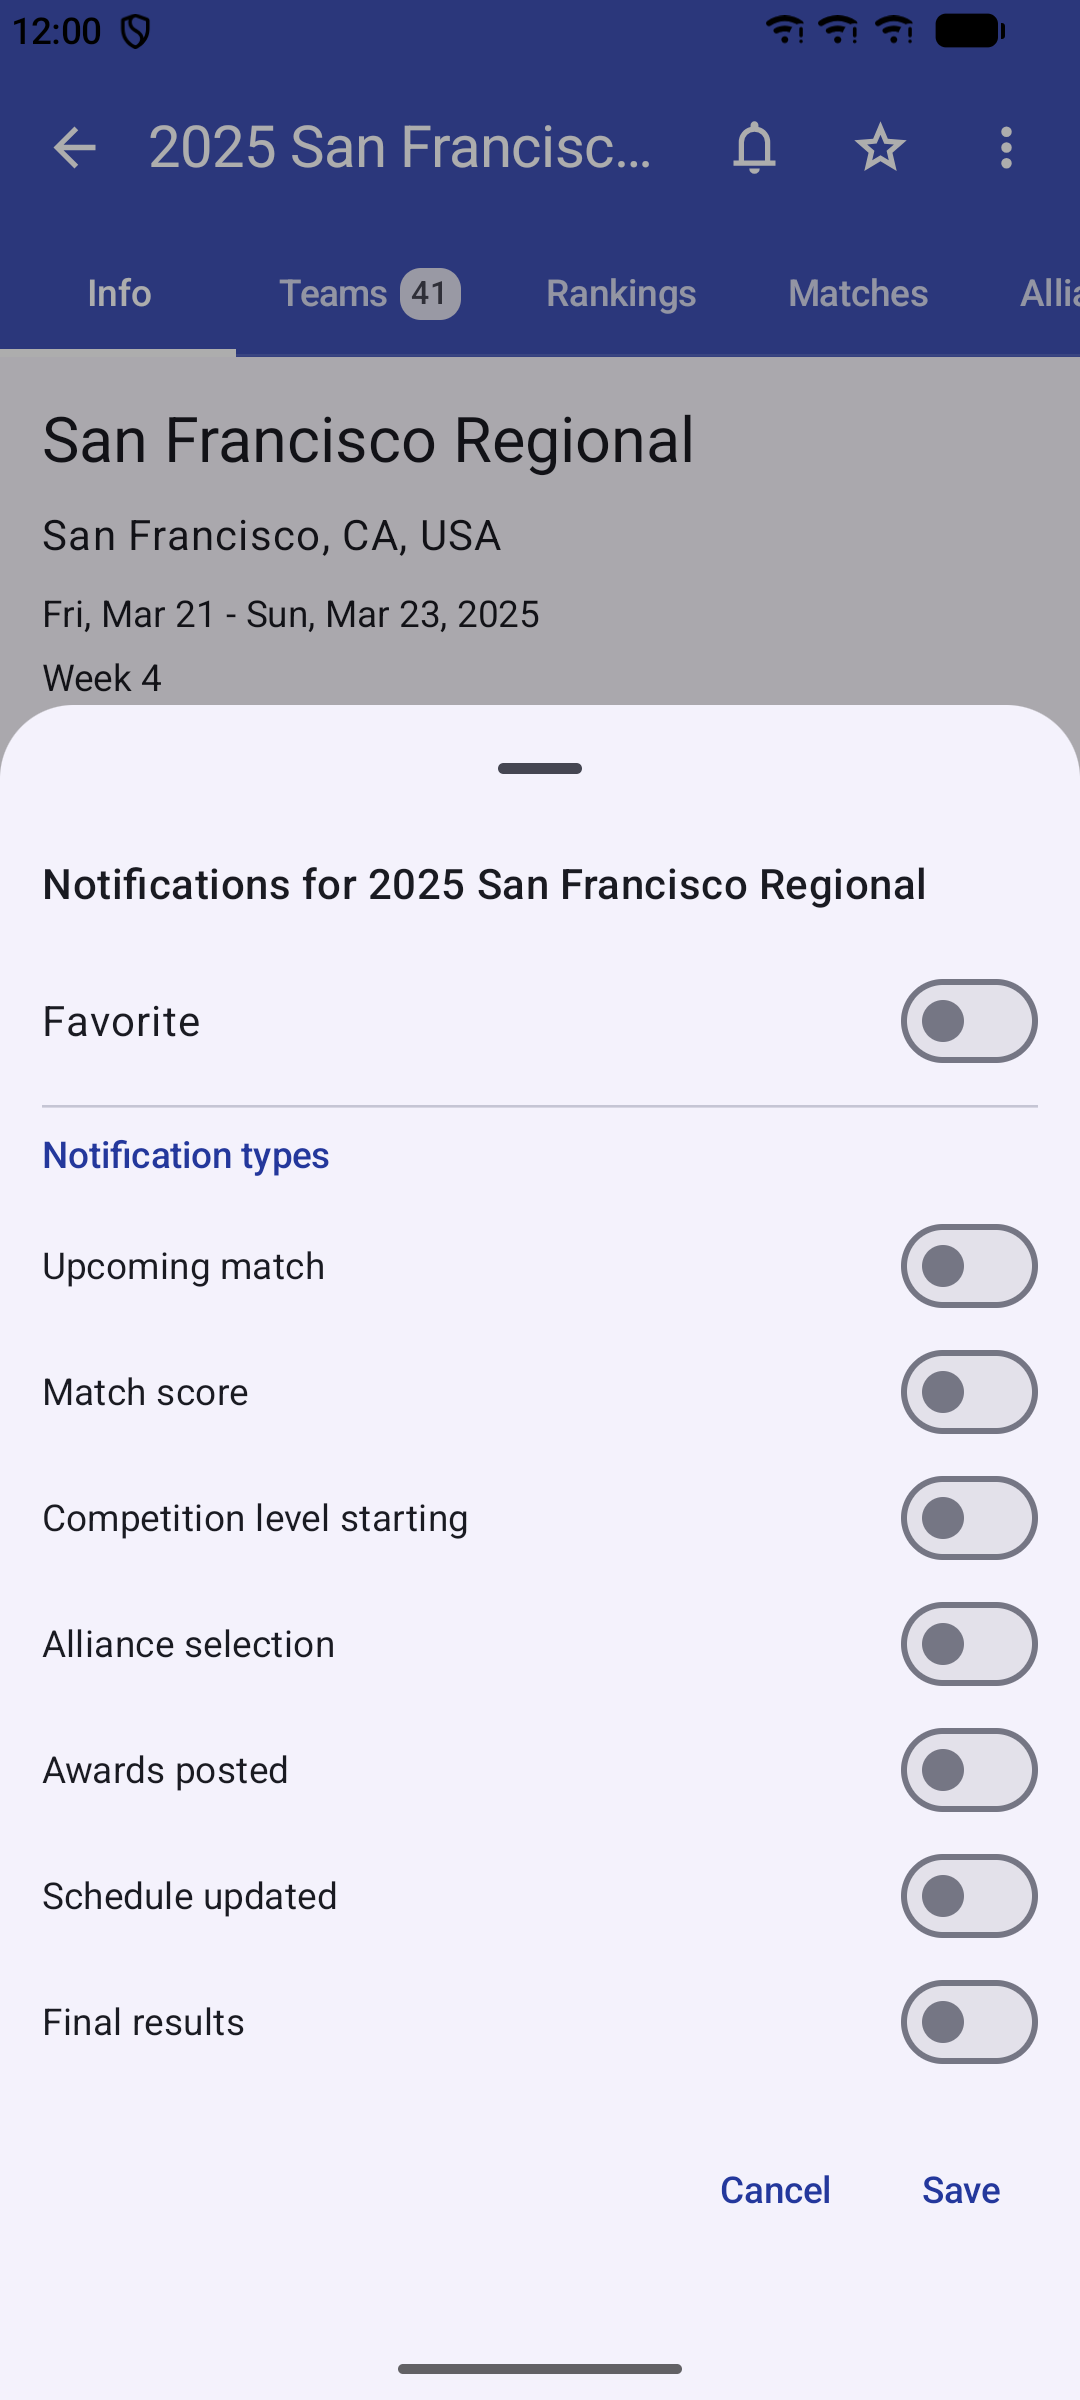 12:00
2025 San Francisc...
Info
Teams 41
Rankings
Matches
Allia
San Francisco Regional
San Francisco, CA, USA
Fri, Mar 21 - Sun, Mar 23, 2025
Week 4
Notifications for 2025 San Francisco Regional
Favorite
Notification types
Upcoming match
Match score
Competition level starting
Alliance selection
Awards posted
Schedule updated
Final results
Cancel
Save